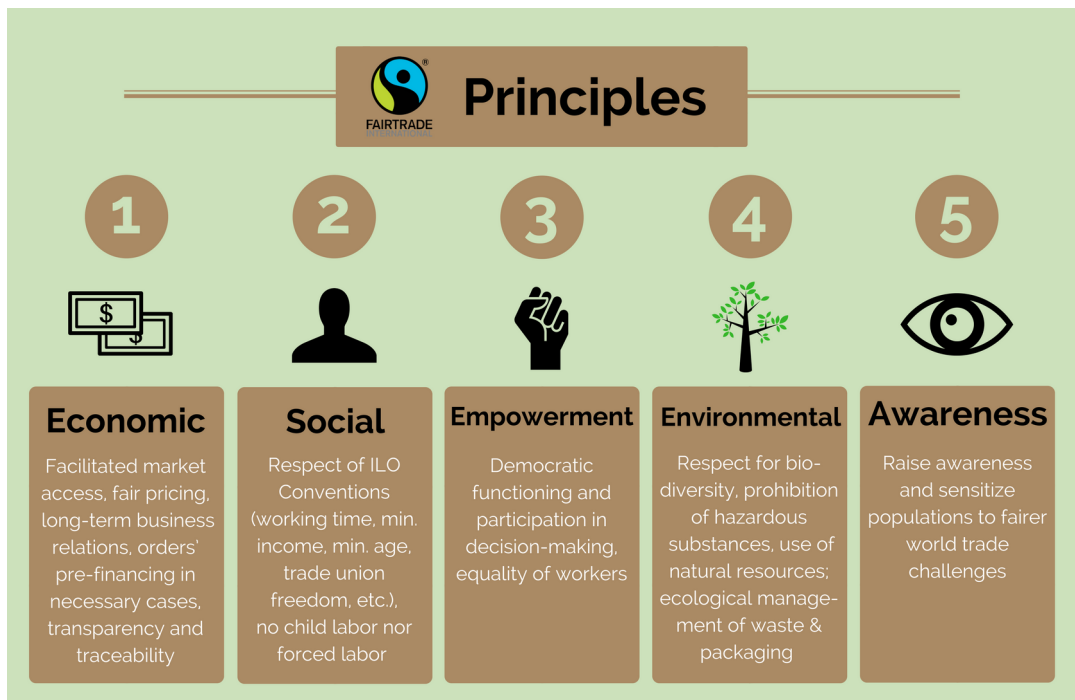 FAIRTRADE
INTERNATIONAL
®
Principles
1
2
3
4
5
$
$
Economic
Facilitated market
access, fair pricing,
long-term business
relations, orders'
pre-financing in
necessary cases,
transparency and
traceability
Social
Respect of ILO
Conventions
(working time, min.
income, min. age,
trade union
freedom, etc.),
no child labor nor
forced labor
Empowerment
Democratic
functioning and
participation in
decision-making,
equality of workers
Environmental
Respect for bio-
diversity, prohibition
of hazardous
substances, use of
natural resources;
ecological manage-
ment of waste &
packaging
Awareness
Raise awareness
and sensitize
populations to fairer
world trade
challenges